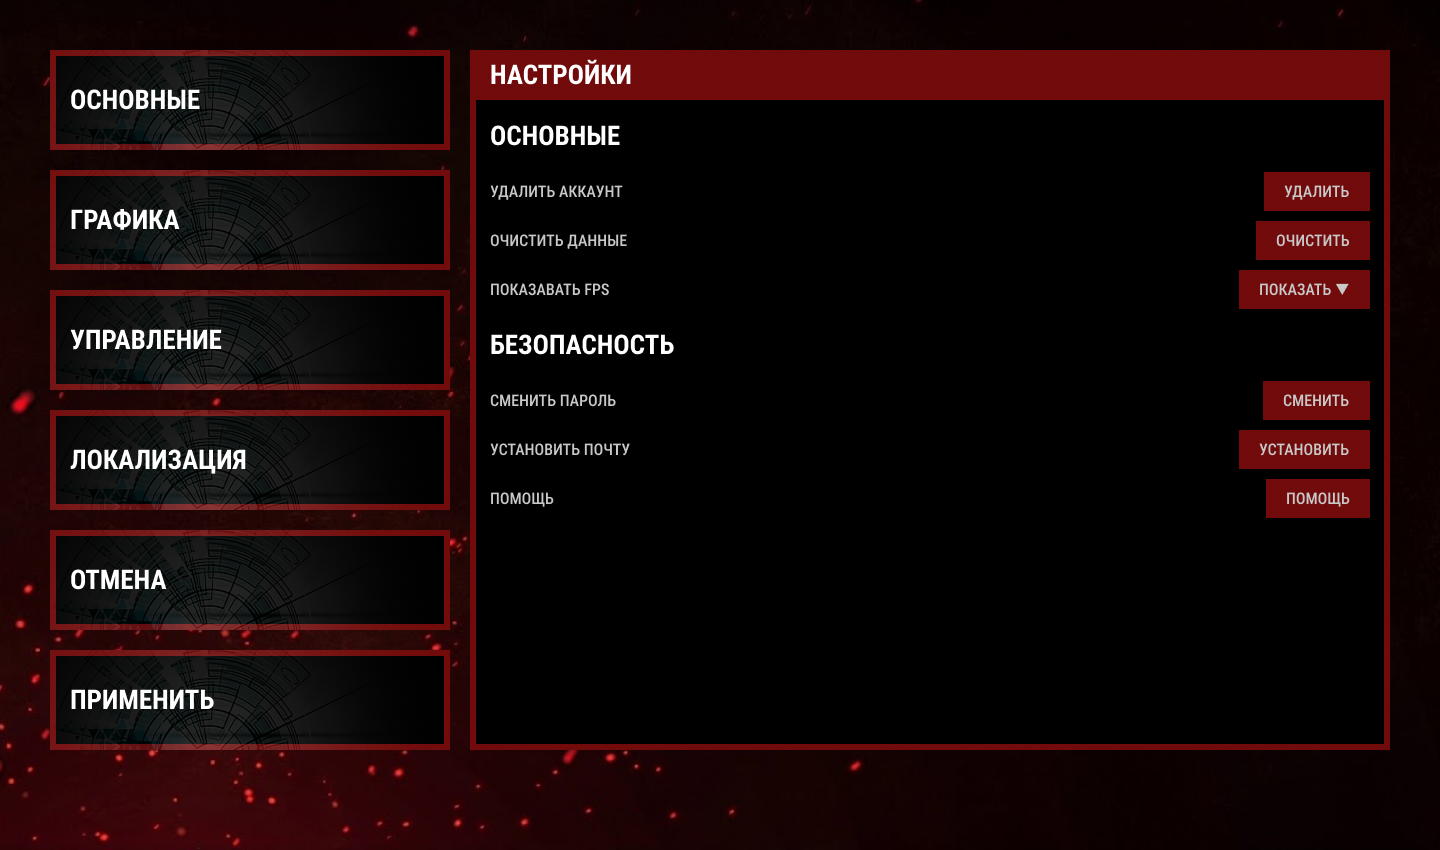 ОСНОВНЫЕ
ГРАФИКА
УПРАВЛЕНИЕ
ЛОКАЛИЗАЦИЯ
ОТМЕНА
ПРИМЕНИТЬ
НАСТРОЙКИ
ОСНОВНЫЕ
УДАЛИТЬ АККАУНТ УДАЛИТЬ
ОЧИСТИТЬ ДАННЫЕ ОЧИСТИТЬ
ПОКАЗАВАТЬ FPS ПОКАЗАТЬ ▼
БЕЗОПАСНОСТЬ
СМЕНИТЬ ПАРОЛЬ СМЕНИТЬ
УСТАНОВИТЬ ПОЧТУ УСТАНОВИТЬ
ПОМОЩЬ ПОМОЩЬ